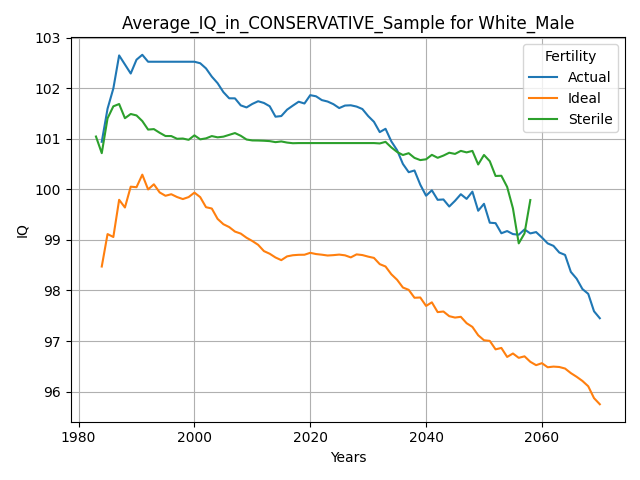 Average_IQ_in_CONSERVATIVE_Sample for White_Male
Fertility
Actual
Ideal
Sterile
IQ
103
102
101
100
99
98
97
96
1980
2000
2020
2040
2060
Years